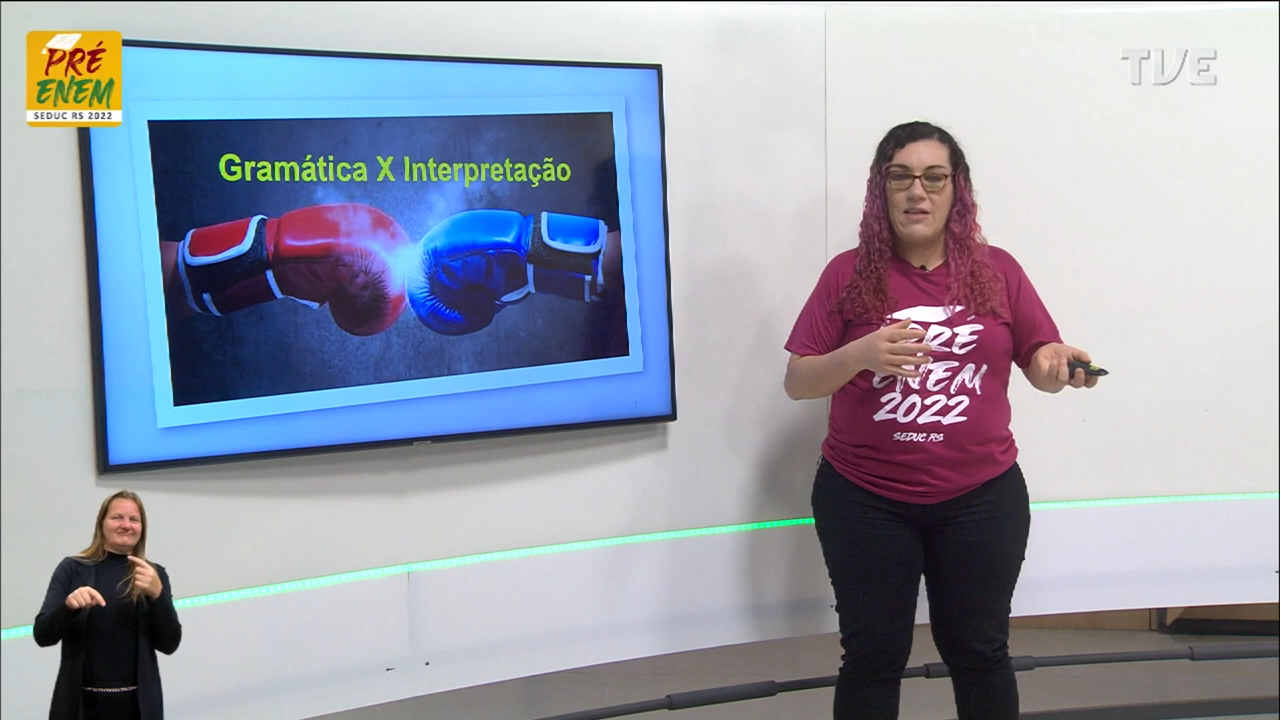 PRÉ
ENEM
SEDUC RS 2022
TVE
Gramática X Interpretação
PRÉ
ENEM
2022
SEDUC RS